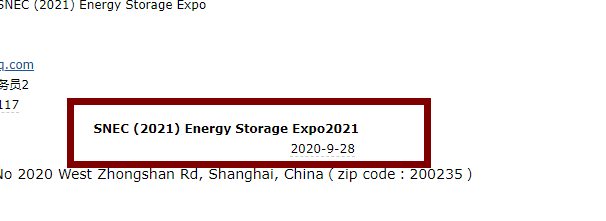 SNEC (2021) Energy Storage Expo
q.com
务员2
117
SNEC (2021) Energy Storage Expo2021
2020-9-28
No 2020 West Zhongshan Rd, Shanghai, China ( zip code : 200235 )